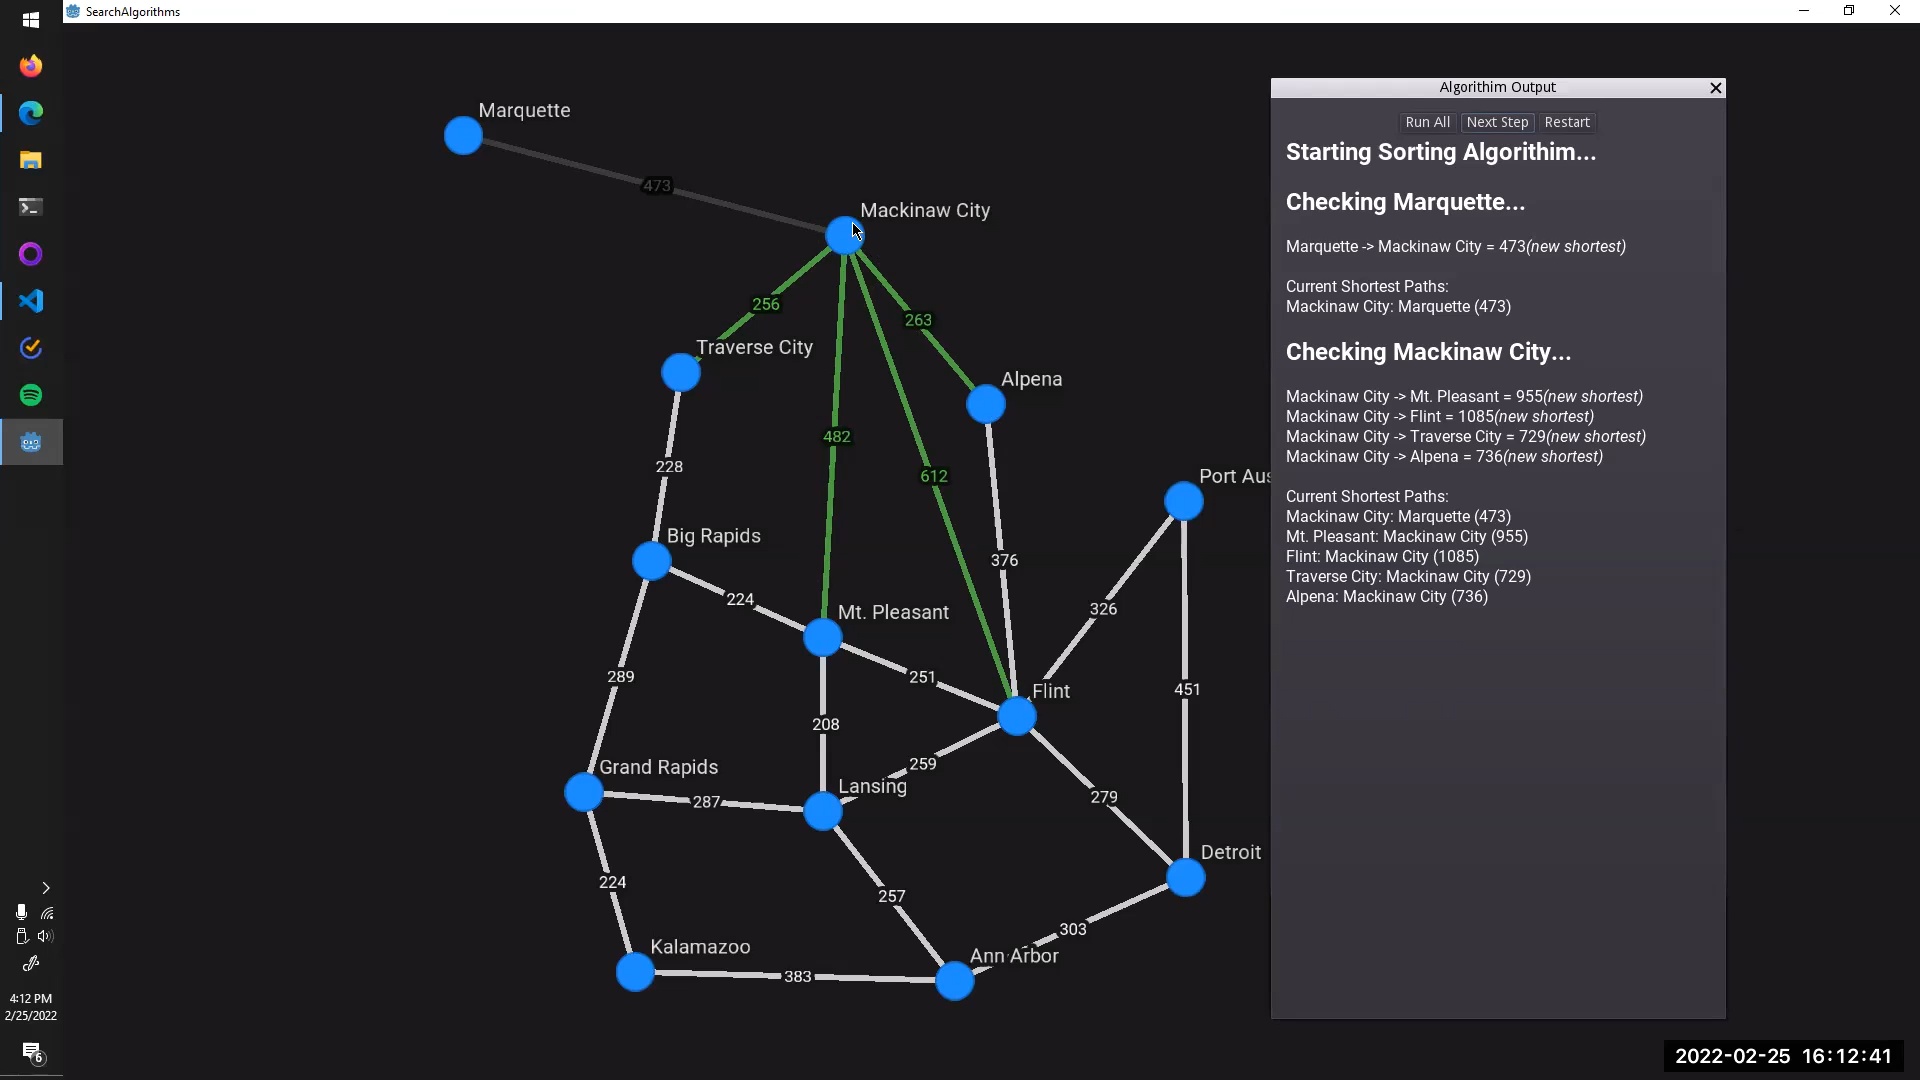 SearchAlgorithms
Marquette
473
Mackinaw City
256
263
Traverse City
Alpena
482
612
228
Port Aus
Big Rapids
376
224
326
Mt. Pleasant
289
251
451
Flint
208
259
Grand Rapids
Lansing
287
279
Detroit
224
257
303
Kalamazoo
Ann Arbor
383
Algorithim Output
Run All Next Step Restart
Starting Sorting Algorithim...
Checking Marquette...
Marquette -> Mackinaw City = 473(new shortest)
Current Shortest Paths:
Mackinaw City: Marquette (473)
Checking Mackinaw City...
Mackinaw City -> Mt. Pleasant = 955(new shortest)
Mackinaw City -> Flint = 1085(new shortest)
Mackinaw City -> Traverse City = 729(new shortest)
Mackinaw City -> Alpena = 736(new shortest)
Current Shortest Paths:
Mackinaw City: Marquette (473)
Mt. Pleasant: Mackinaw City (955)
Flint: Mackinaw City (1085)
Traverse City: Mackinaw City (729)
Alpena: Mackinaw City (736)
4:12 PM
2/25/2022
6
2022-02-25 16:12:41